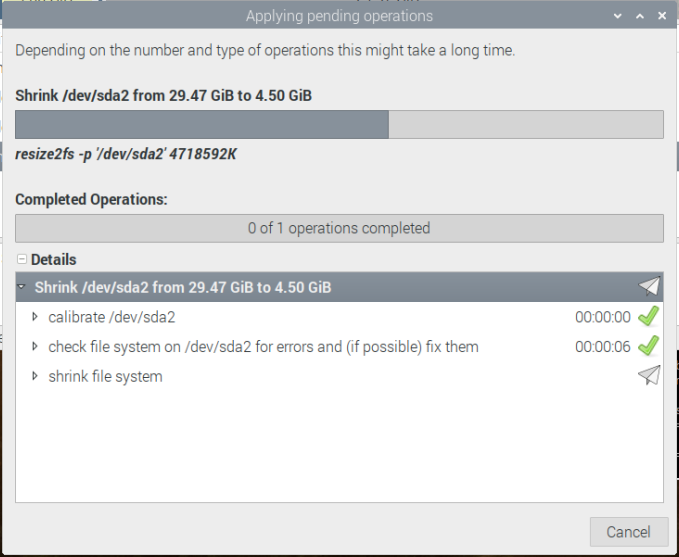 Applying pending operations
Depending on the number and type of operations this might take a long time.
Shrink /dev/sda2 from 29.47 GiB to 4.50 GiB
resize2fs -p '/dev/sda2' 4718592K
Completed Operations:
0 of 1 operations completed
Details
Shrink /dev/sda2 from 29.47 GiB to 4.50 GiB
calibrate /dev/sda2 00:00:00
check file system on /dev/sda2 for errors and (if possible) fix them 00:00:06
shrink file system
Cancel